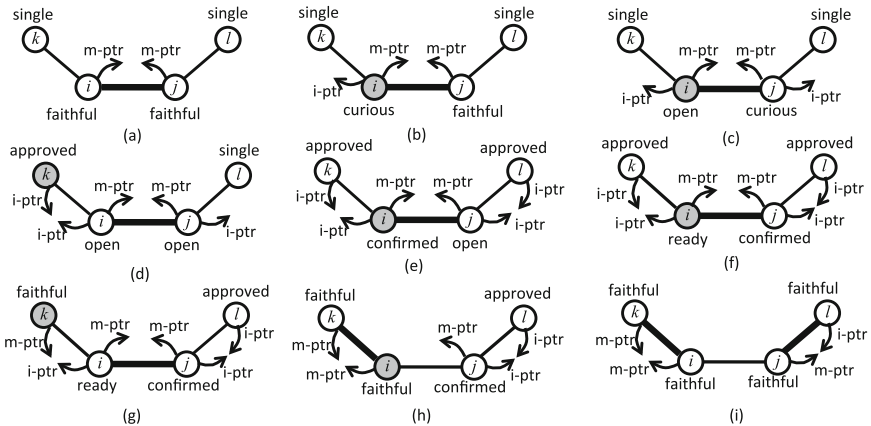 single single
k l
m-ptr m-ptr
i j
faithful faithful
(a)
single single
k l
m-ptr m-ptr
i-ptr i j
curious faithful
(b)
single single
k l
m-ptr m-ptr
i-ptr i j i-ptr
open curious
(c)
approved single
k l
i-ptr m-ptr m-ptr
i-ptr i j i-ptr
open open
(d)
approved approved
k l
i-ptr m-ptr m-ptr i-ptr
i-ptr i j i-ptr
confirmed open
(e)
approved approved
k l
i-ptr m-ptr m-ptr i-ptr
i-ptr i j i-ptr
ready confirmed
(f)
faithful approved
k l
m-ptr m-ptr m-ptr i-ptr
i-ptr i j i-ptr
ready confirmed
(g)
faithful approved
k l
m-ptr m-ptr i-ptr
m-ptr i j i-ptr
faithful confirmed
(h)
faithful faithful
k l
m-ptr i-ptr
m-ptr i j m-ptr
faithful faithful
(i)